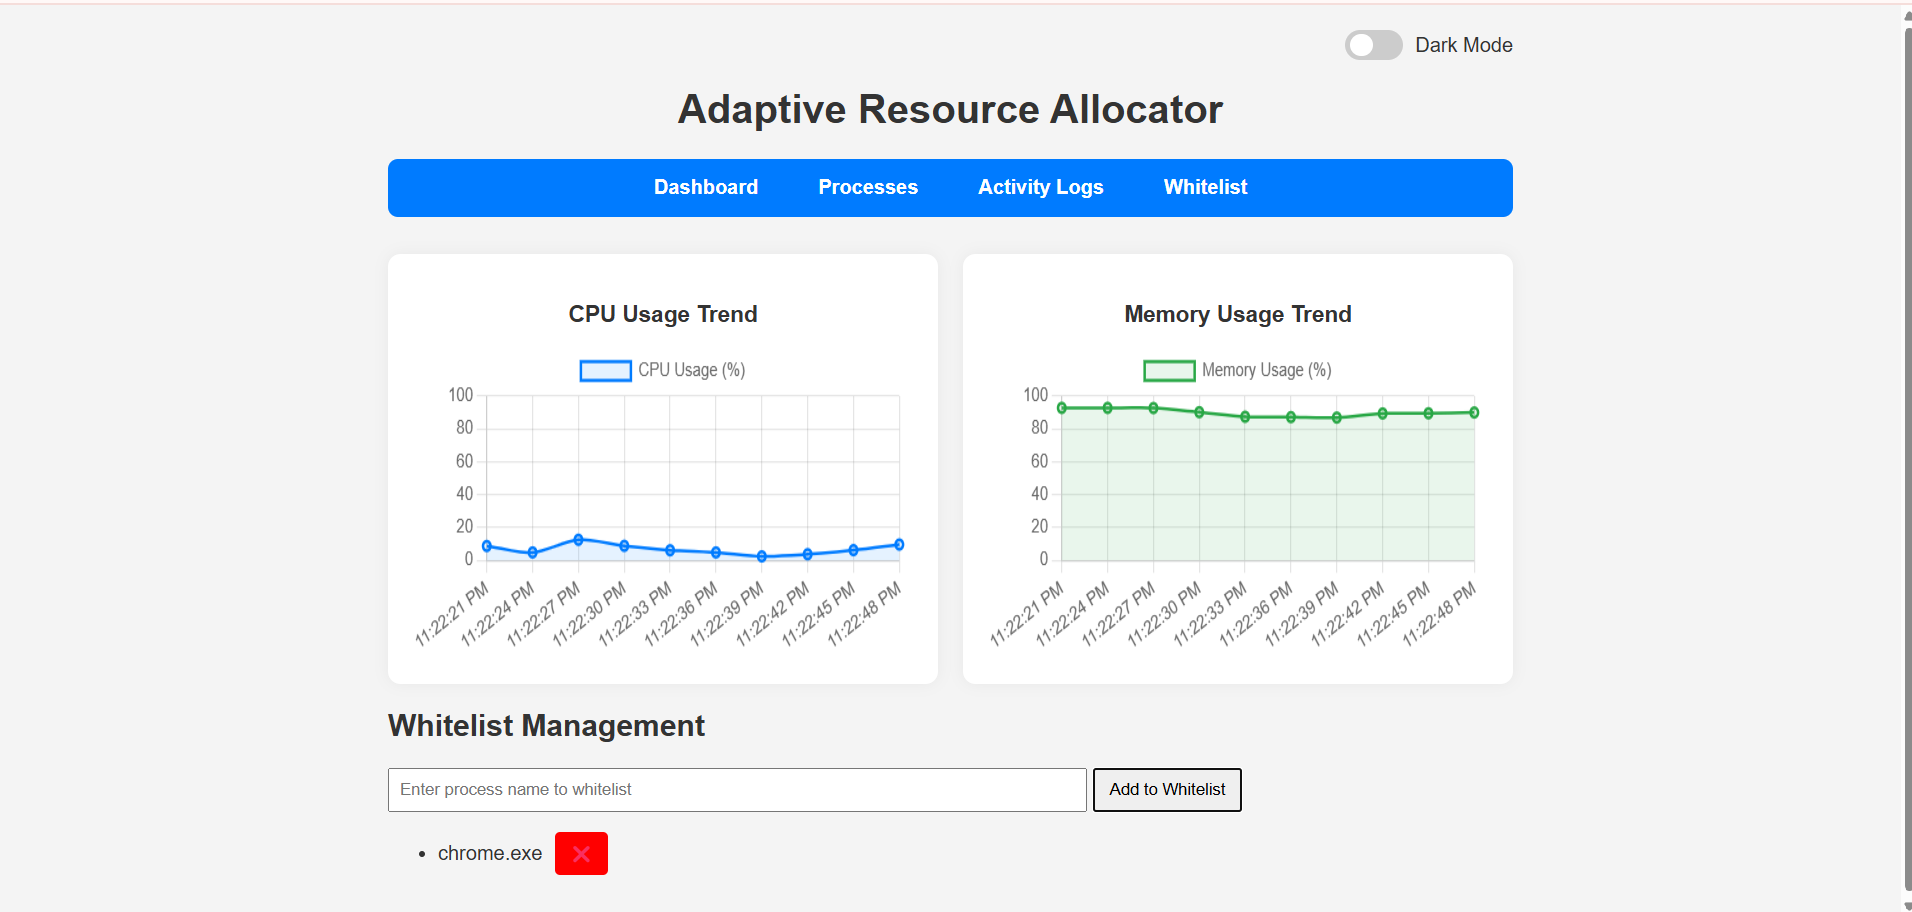 Dark Mode
Adaptive Resource Allocator
Dashboard Processes Activity Logs Whitelist
CPU Usage Trend
CPU Usage (%)
100
80
60
40
20
0
11:22:21 PM
11:22:24 PM
11:22:27 PM
11:22:30 PM
11:22:33 PM
11:22:36 PM
11:22:39 PM
11:22:42 PM
11:22:45 PM
11:22:48 PM
Memory Usage Trend
Memory Usage (%)
100
80
60
40
20
0
11:22:21 PM
11:22:24 PM
11:22:27 PM
11:22:30 PM
11:22:33 PM
11:22:36 PM
11:22:39 PM
11:22:42 PM
11:22:45 PM
11:22:48 PM
Whitelist Management
Enter process name to whitelist
Add to Whitelist
chrome.exe